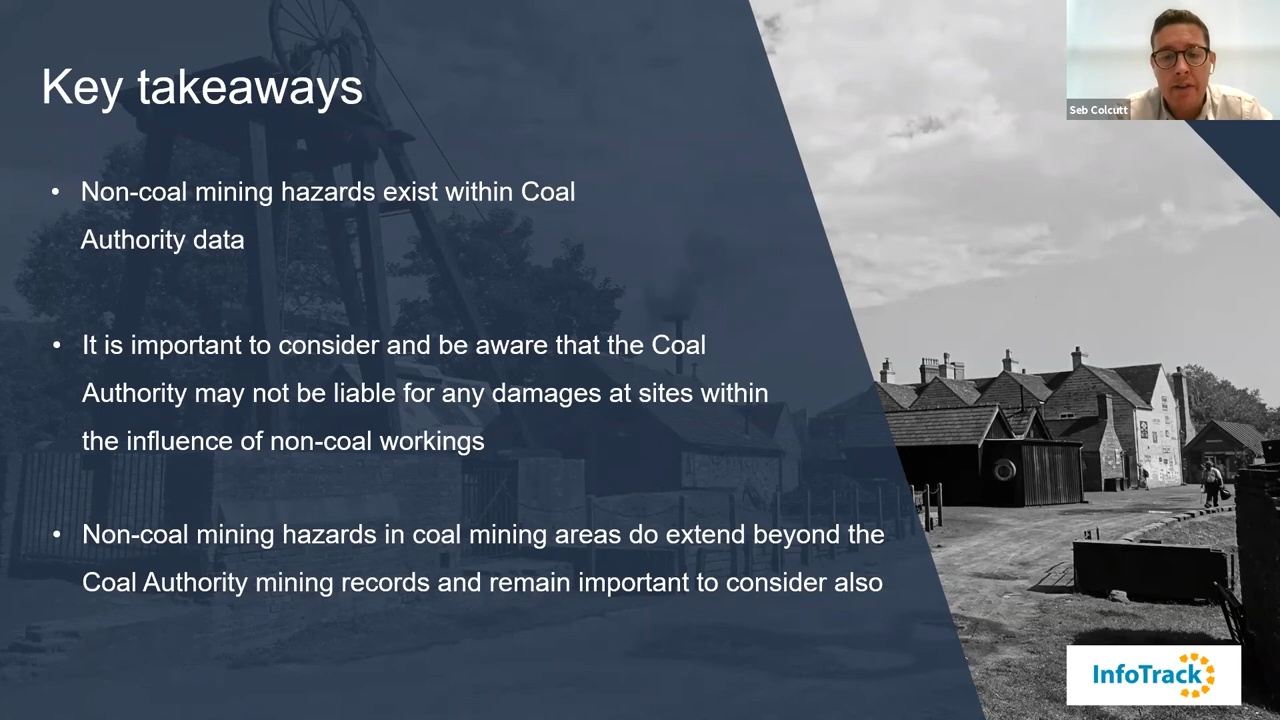 Key takeaways
Seb Colcutt
• Non-coal mining hazards exist within Coal
Authority data
• It is important to consider and be aware that the Coal
Authority may not be liable for any damages at sites within
the influence of non-coal workings
• Non-coal mining hazards in coal mining areas do extend beyond the
Coal Authority mining records and remain important to consider also
InfoTrack